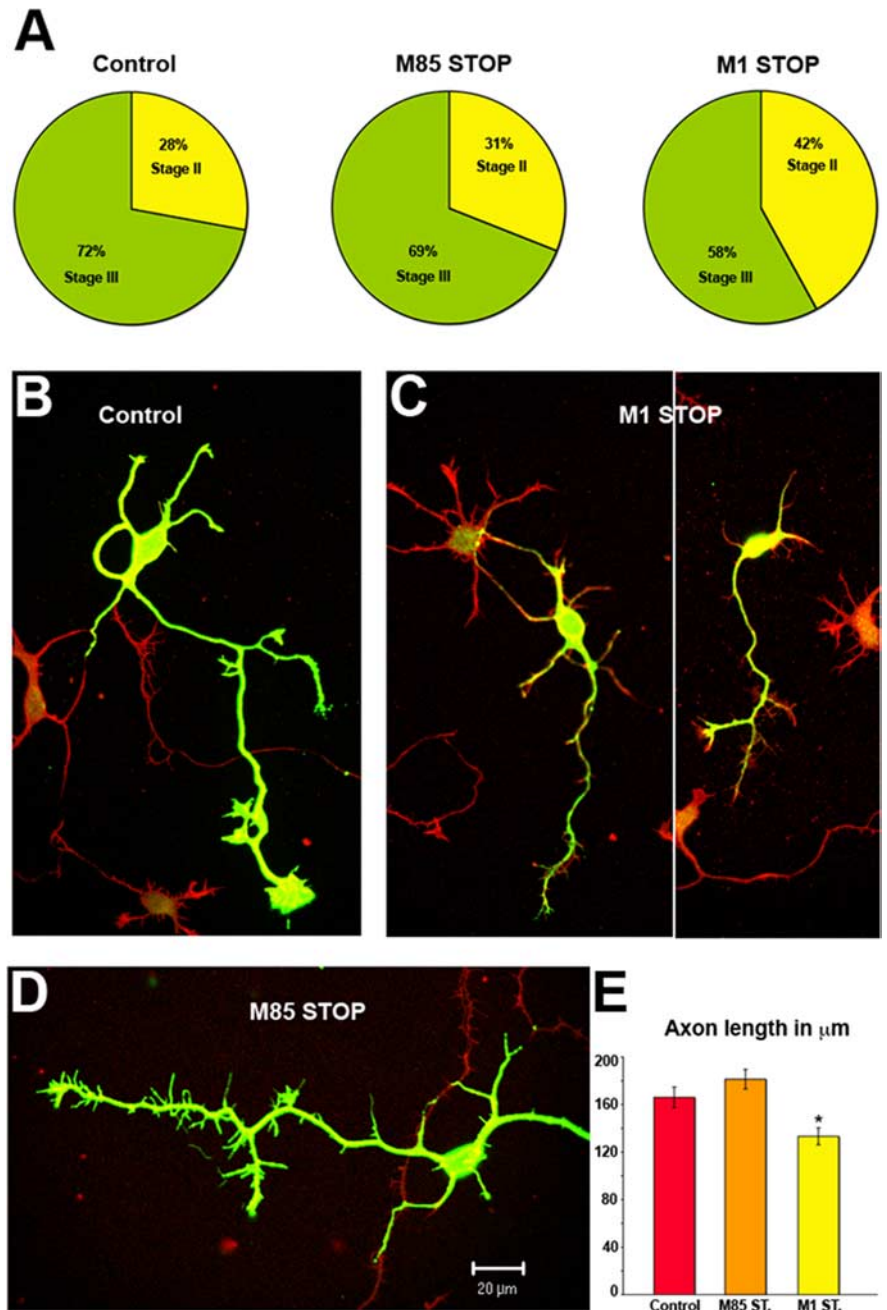 A
Control
M85 STOP
M1 STOP
28%
Stage II
72%
Stage III
31%
Stage II
69%
Stage III
42%
Stage II
58%
Stage III
B
Control
C
M1 STOP
D
M85 STOP
20 µm
E
Axon length in µm
200
160
120
80
40
0
*
Control
M85 ST.
M1 ST.